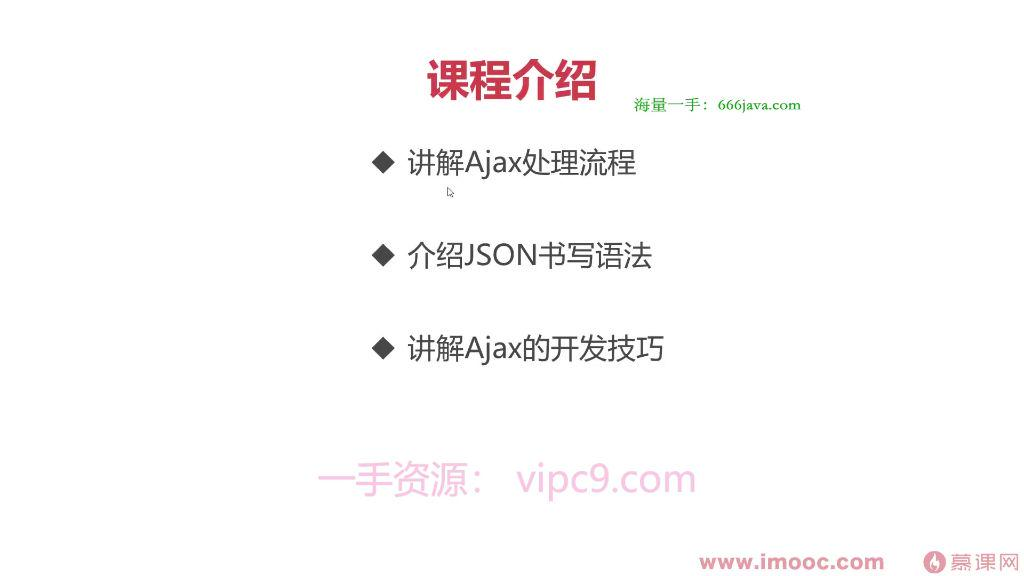 课程介绍
海量一手：666java.com
◆ 讲解Ajax处理流程
◆ 介绍JSON书写语法
◆ 讲解Ajax的开发技巧
一手资源： vipc9.com
www.imooc.com 慕课网